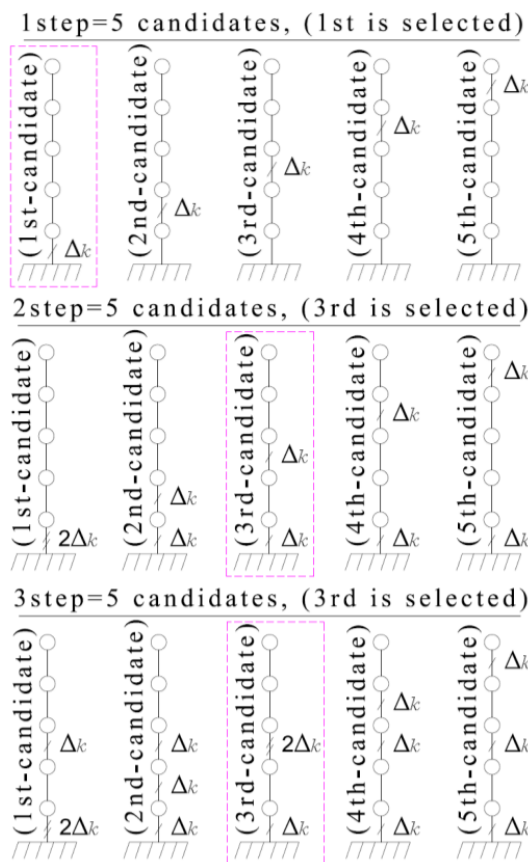 1step=5 candidates, (1st is selected)
(1st-candidate)
Δk
(2nd-candidate)
Δk
(3rd-candidate)
Δk
(4th-candidate)
Δk
(5th-candidate)
Δk
2step=5 candidates, (3rd is selected)
(1st-candidate)
2Δk
(2nd-candidate)
Δk
Δk
(3rd-candidate)
Δk
Δk
(4th-candidate)
Δk
Δk
(5th-candidate)
Δk
Δk
3step=5 candidates, (3rd is selected)
(1st-candidate)
Δk
2Δk
(2nd-candidate)
Δk
Δk
Δk
(3rd-candidate)
2Δk
Δk
(4th-candidate)
Δk
Δk
Δk
(5th-candidate)
Δk
Δk
Δk